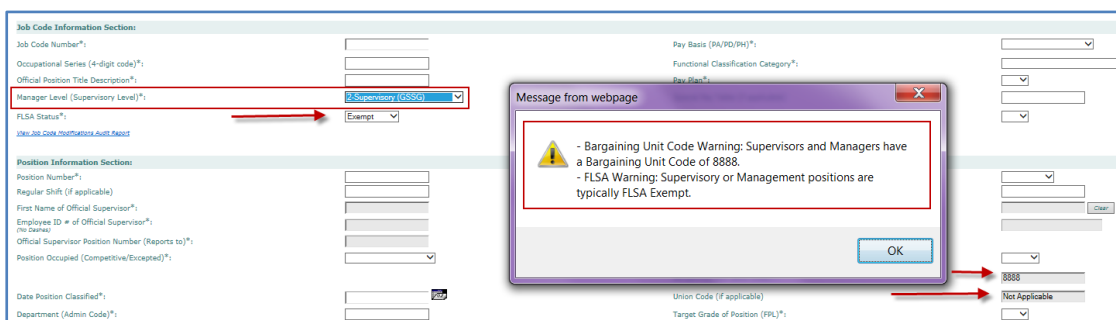 Job Code Information Section:
Job Code Number*:
Pay Basis (PA/PD/PH)*:
Occupational Series (4-digit code)*:
Functional Classification Category*:
Official Position Title Description*:
Pay Plan*:
Manager Level (Supervisory Level)*:
2-Supervisory (GSSG)
FLSA Status*:
Exempt
View Job Code Modifications Audit Report
Message from webpage
- Bargaining Unit Code Warning: Supervisors and Managers have
a Bargaining Unit Code of 8888.
- FLSA Warning: Supervisory or Management positions are
typically FLSA Exempt.
OK
Position Information Section:
Position Number*:
Regular Shift (if applicable)
First Name of Official Supervisor*:
Clear
Employee ID # of Official Supervisor*:
(No Dashes)
Official Supervisor Position Number (Reports to)*:
Position Occupied (Competitive/Excepted)*:
8888
Date Position Classified*:
Union Code (if applicable)
Not Applicable
Department (Admin Code)*:
Target Grade of Position (FPL)*: